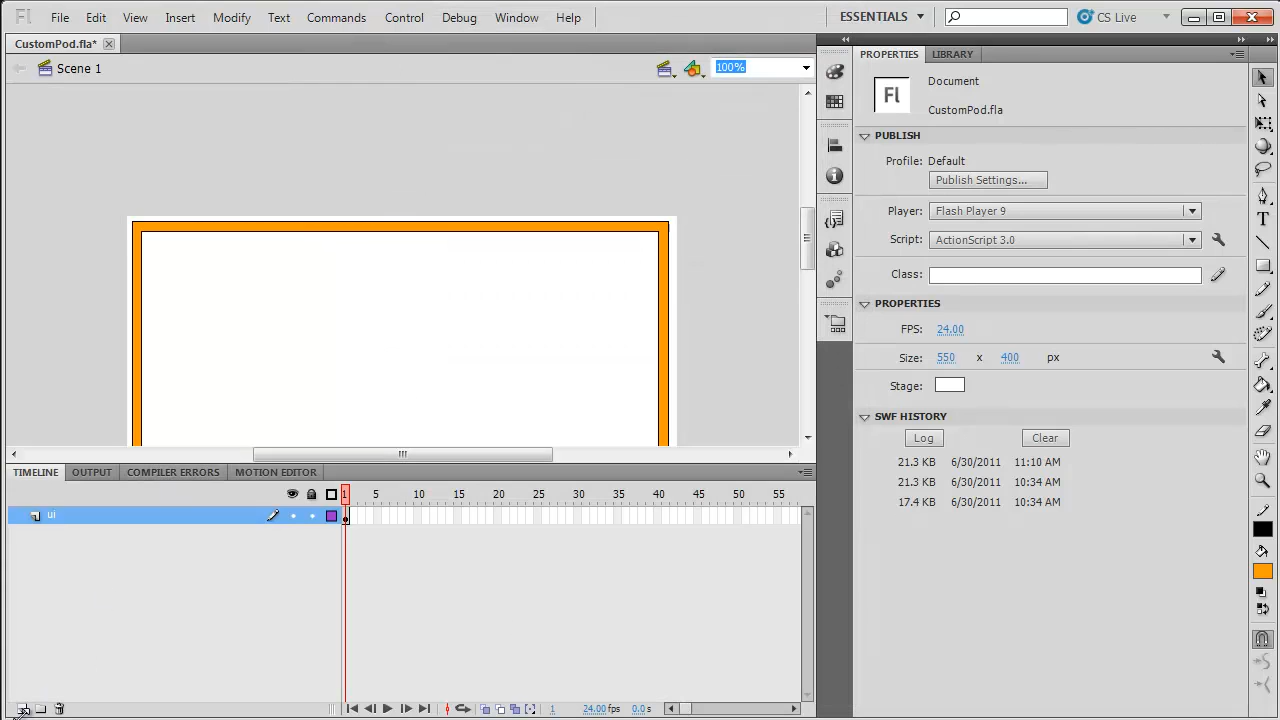 Fl File Edit View Insert Modify Text Commands Control Debug Window Help ESSENTIALS CS Live
CustomPod.fla*
Scene 1 100%
PROPERTIES LIBRARY
Fl Document
CustomPod.fla
PUBLISH
Profile: Default
Publish Settings...
Player: Flash Player 9
Script: ActionScript 3.0
Class:
PROPERTIES
FPS: 24.00
Size: 550 x 400 px
Stage:
SWF HISTORY
Log Clear
21.3 KB 6/30/2011 11:10 AM
21.3 KB 6/30/2011 10:34 AM
17.4 KB 6/30/2011 10:34 AM
TIMELINE OUTPUT COMPILER ERRORS MOTION EDITOR
1 5 10 15 20 25 30 35 40 45 50 55
ui
1 24.00 fps 0.0 s